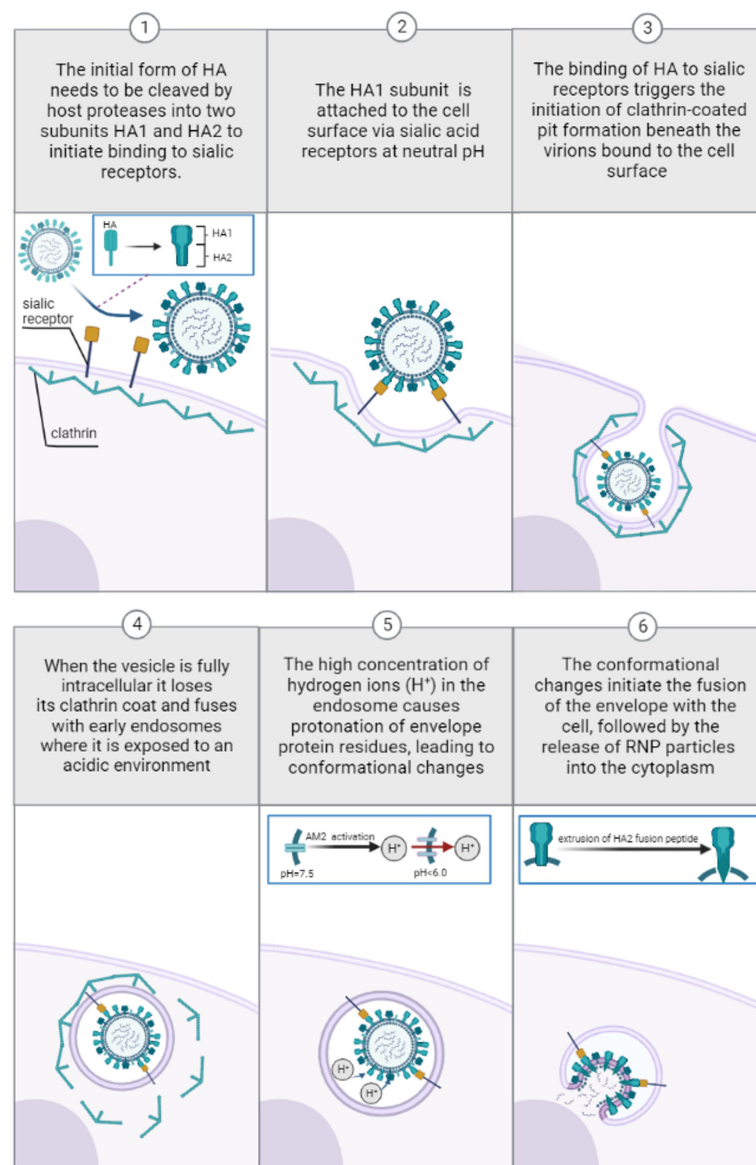 1
The initial form of HA
needs to be cleaved by
host proteases into two
subunits HA1 and HA2 to
initiate binding to sialic
receptors.
2
The HA1 subunit is
attached to the cell
surface via sialic acid
receptors at neutral pH
3
The binding of HA to sialic
receptors triggers the
initiation of clathrin-coated
pit formation beneath the
virions bound to the cell
surface
HA
HA1
HA2
sialic
receptor
clathrin
4
When the vesicle is fully
intracellular it loses
its clathrin coat and fuses
with early endosomes
where it is exposed to an
acidic environment
5
The high concentration of
hydrogen ions (H⁺) in the
endosome causes
protonation of envelope
protein residues, leading to
conformational changes
6
The conformational
changes initiate the fusion
of the envelope with the
cell, followed by the
release of RNP particles
into the cytoplasm
AM2 activation
H⁺
H⁺
pH=7.5
pH<6.0
extrusion of HA2 fusion peptide
H⁺
H⁺